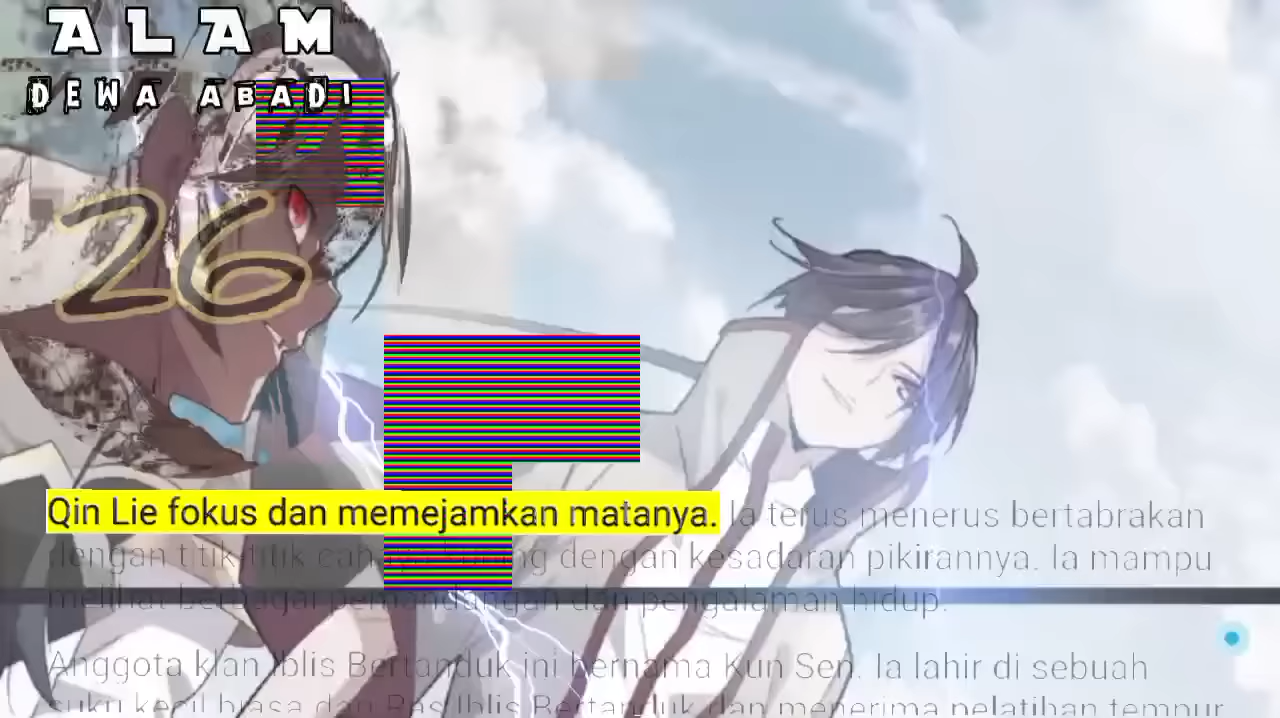 ALAM
DEWA ABADI
26
Qin Lie fokus dan memejamkan matanya. Ia terus menerus bertabrakan
dengan titik-titik cahaya kuning dengan kesadaran pikirannya. Ia mampu
melihat berbagai pemandangan dan pengalaman hidup.
Anggota klan Iblis Bertanduk ini bernama Kun Sen. Ia lahir di sebuah
suku kecil biasa dari Ras Iblis Bertanduk dan menerima pelatihan tempur